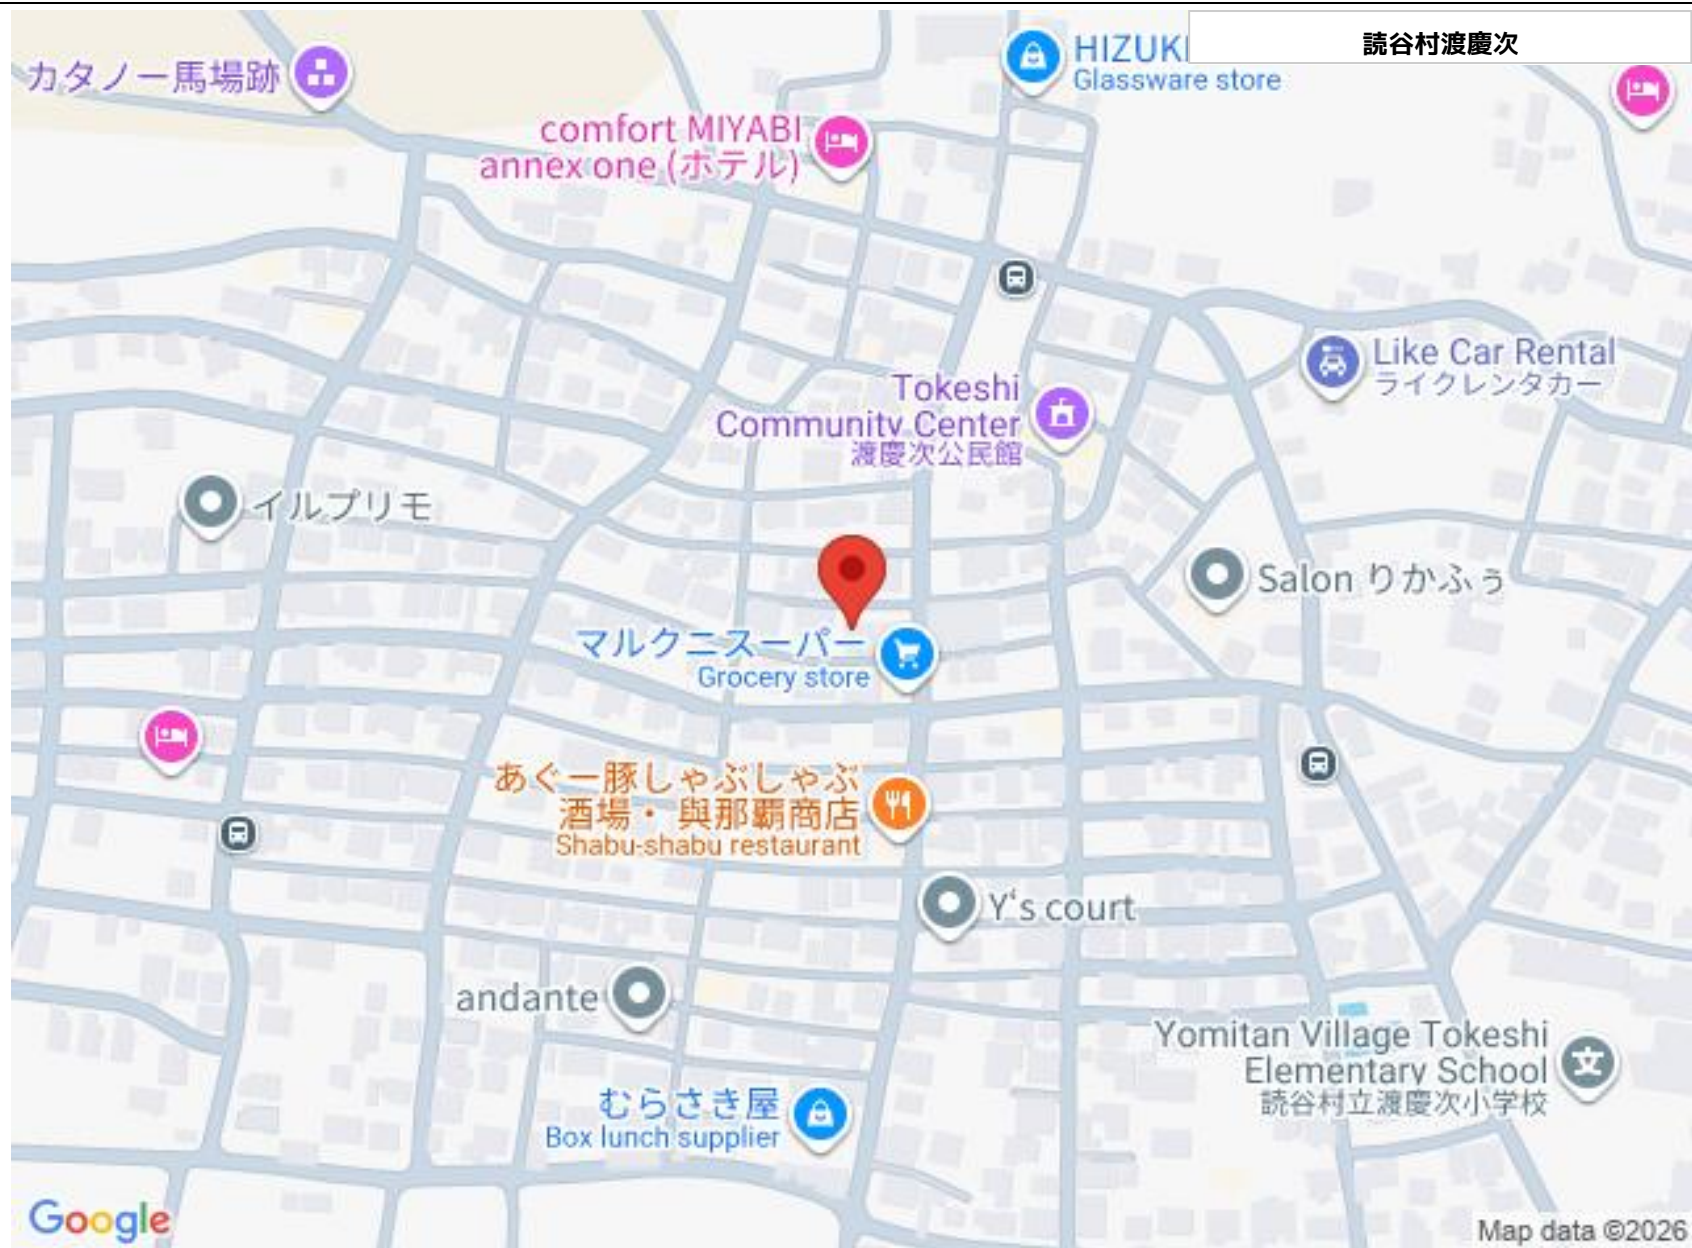 読谷村渡慶次
HIZUKI
Glassware store
カタノー馬場跡
comfort MIYABI
annex one (ホテル)
Like Car Rental
ライクレンタカー
Tokeshi
Community Center
渡慶次公民館
イルプリモ
Salon りかふぅ
マルクニスーパー
Grocery store
あぐー豚しゃぶしゃぶ
酒場・與那覇商店
Shabu-shabu restaurant
Y's court
andante
Yomitan Village Tokeshi
Elementary School
読谷村立渡慶次小学校
文
むらさき屋
Box lunch supplier
Google
Map data ©2026